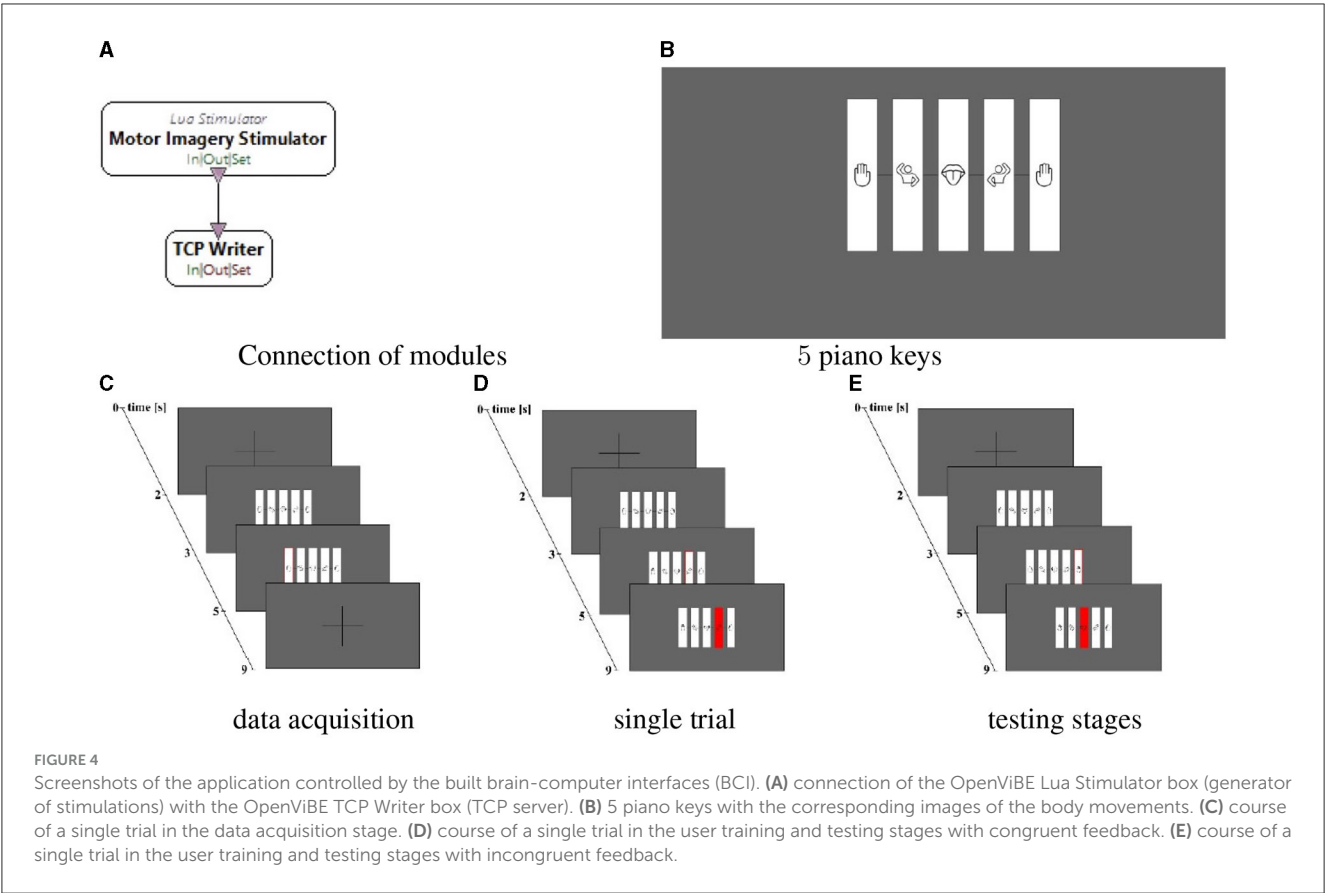 A
B
Lua Stimulator
Motor Imagery Stimulator
In|Out|Set
TCP Writer
In|Out|Set
Connection of modules
5 piano keys
C
D
E
0 time [s]
2
3
5
9
0 time [s]
2
3
5
9
0 time [s]
2
3
5
9
data acquisition
single trial
testing stages
FIGURE 4
Screenshots of the application controlled by the built brain-computer interfaces (BCI). (A) connection of the OpenViBE Lua Stimulator box (generator
of stimulations) with the OpenViBE TCP Writer box (TCP server). (B) 5 piano keys with the corresponding images of the body movements. (C) course
of a single trial in the data acquisition stage. (D) course of a single trial in the user training and testing stages with congruent feedback. (E) course of a
single trial in the user training and testing stages with incongruent feedback.